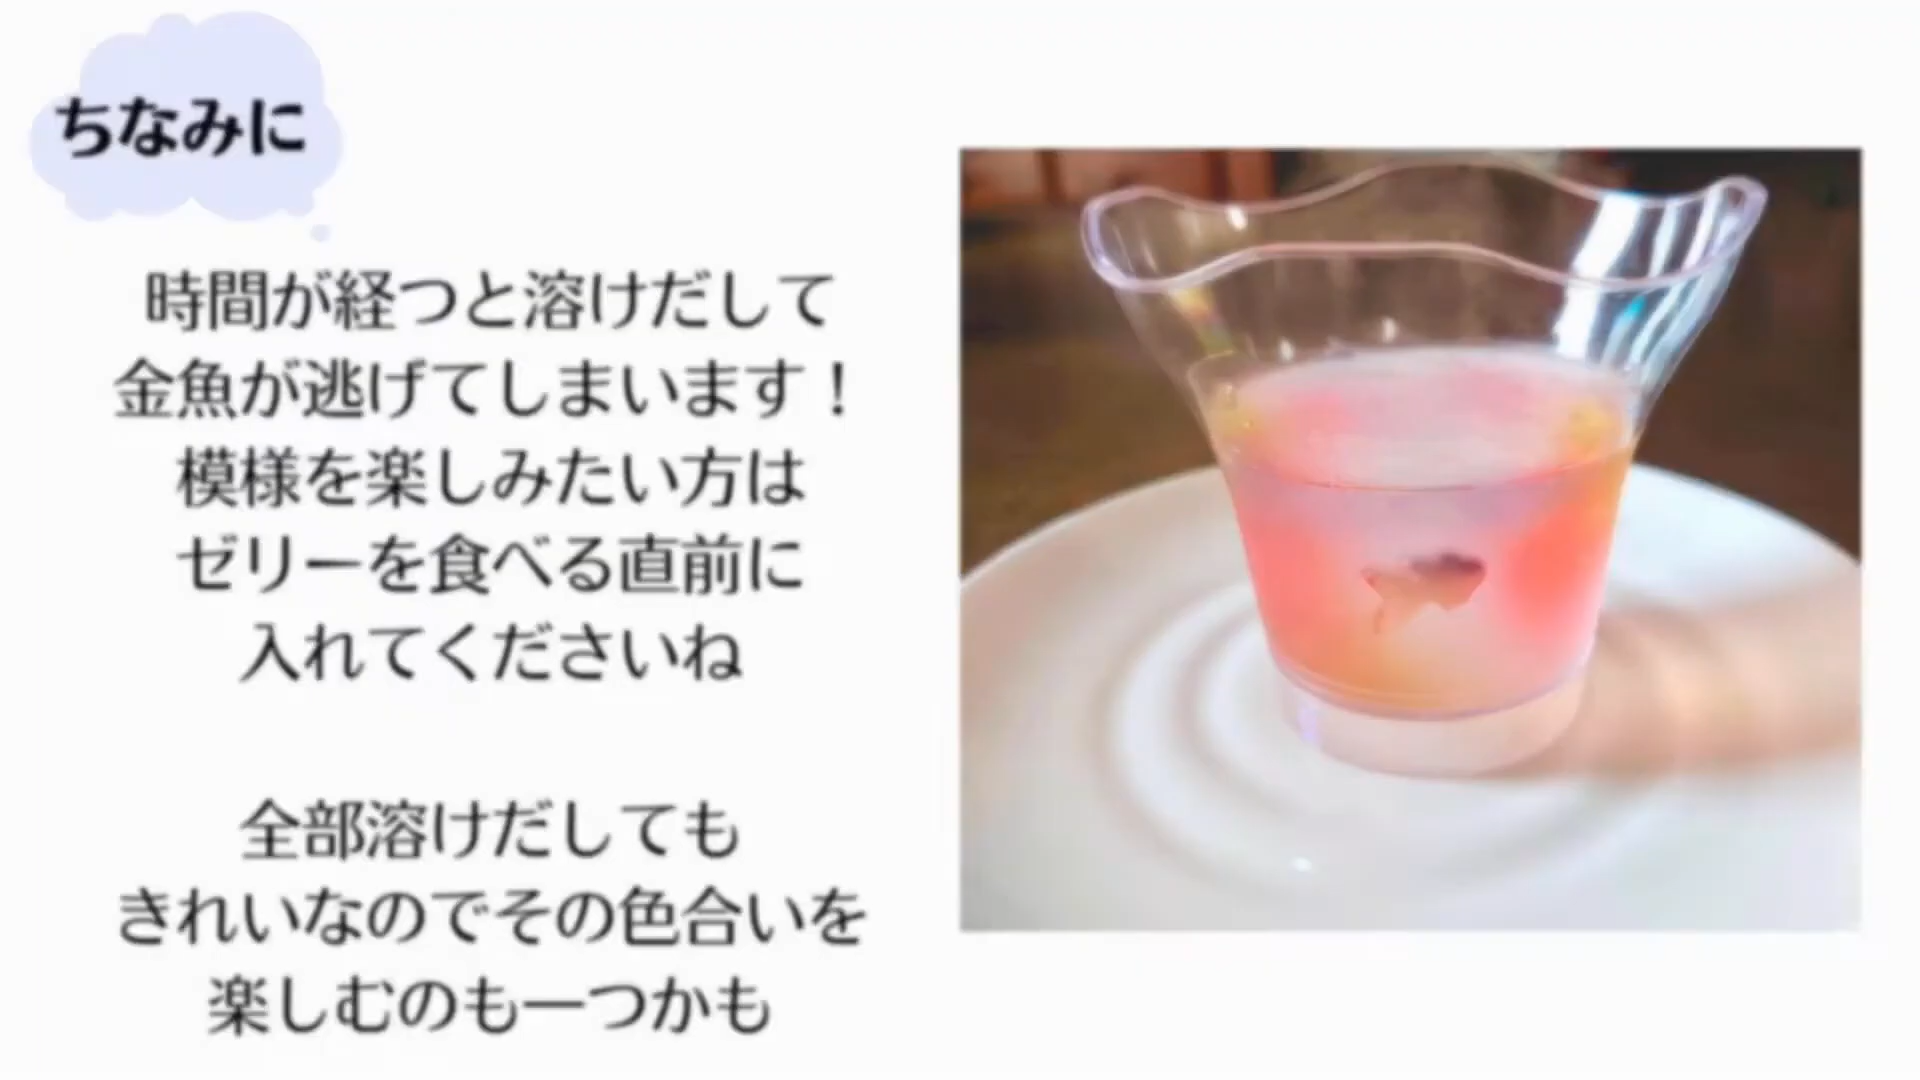 ちなみに
時間が経つと溶けだして
金魚が逃げてしまいます！
模様を楽しみたい方は
ゼリーを食べる直前に
入れてくださいね
全部溶けだしても
きれいなのでその色合いを
楽しむのも一つかも